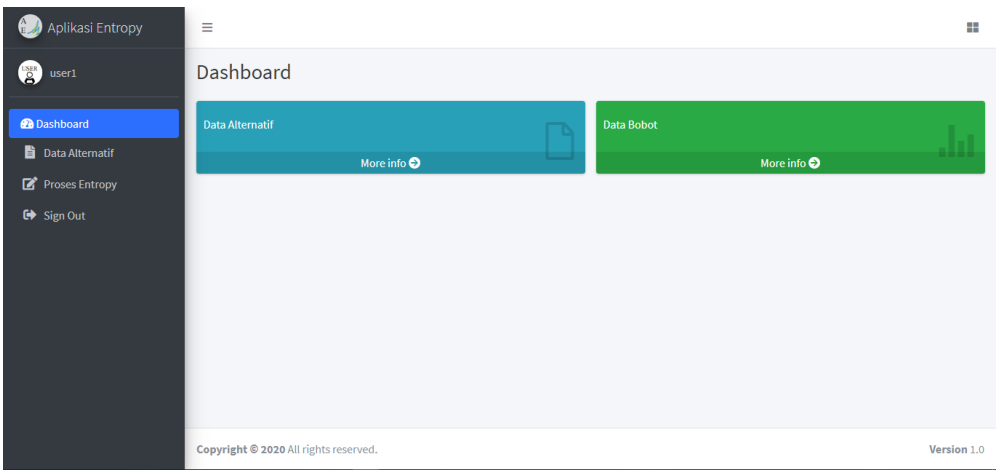 Aplikasi Entropy
USER
user1
Dashboard
Data Alternatif
Proses Entropy
Sign Out
Dashboard
Data Alternatif
More info
Data Bobot
More info
Copyright © 2020 All rights reserved.
Version 1.0